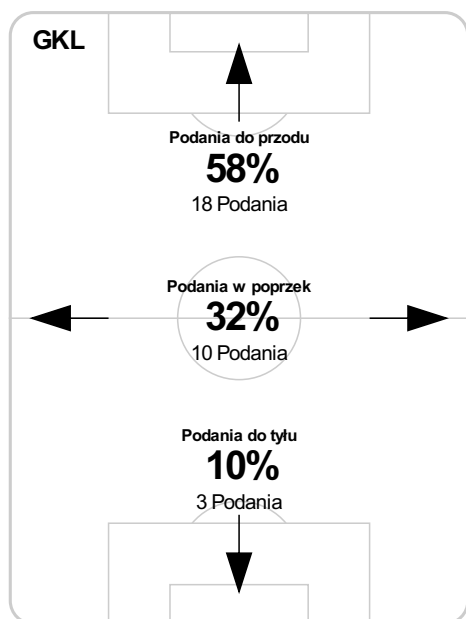 GKL
Podania do przodu
58%
18 Podania
Podania w poprzek
32%
10 Podania
Podania do tyłu
10%
3 Podania